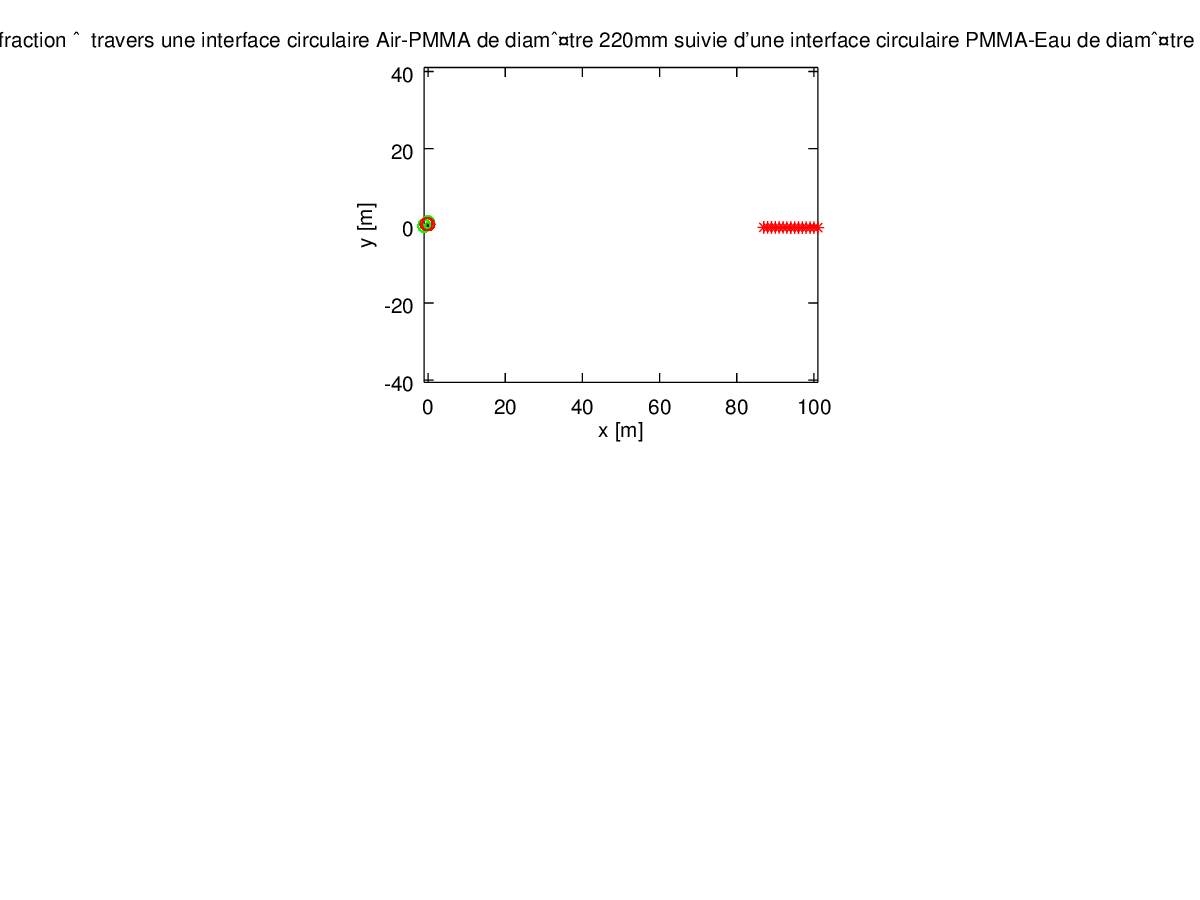 fraction ˆ travers une interface circulaire Air-PMMA de diamˆ¤tre 220mm suivie d'une interface circulaire PMMA-Eau de diamˆ¤tre
40
20
0
-20
-40
y [m]
0 20 40 60 80 100
x [m]